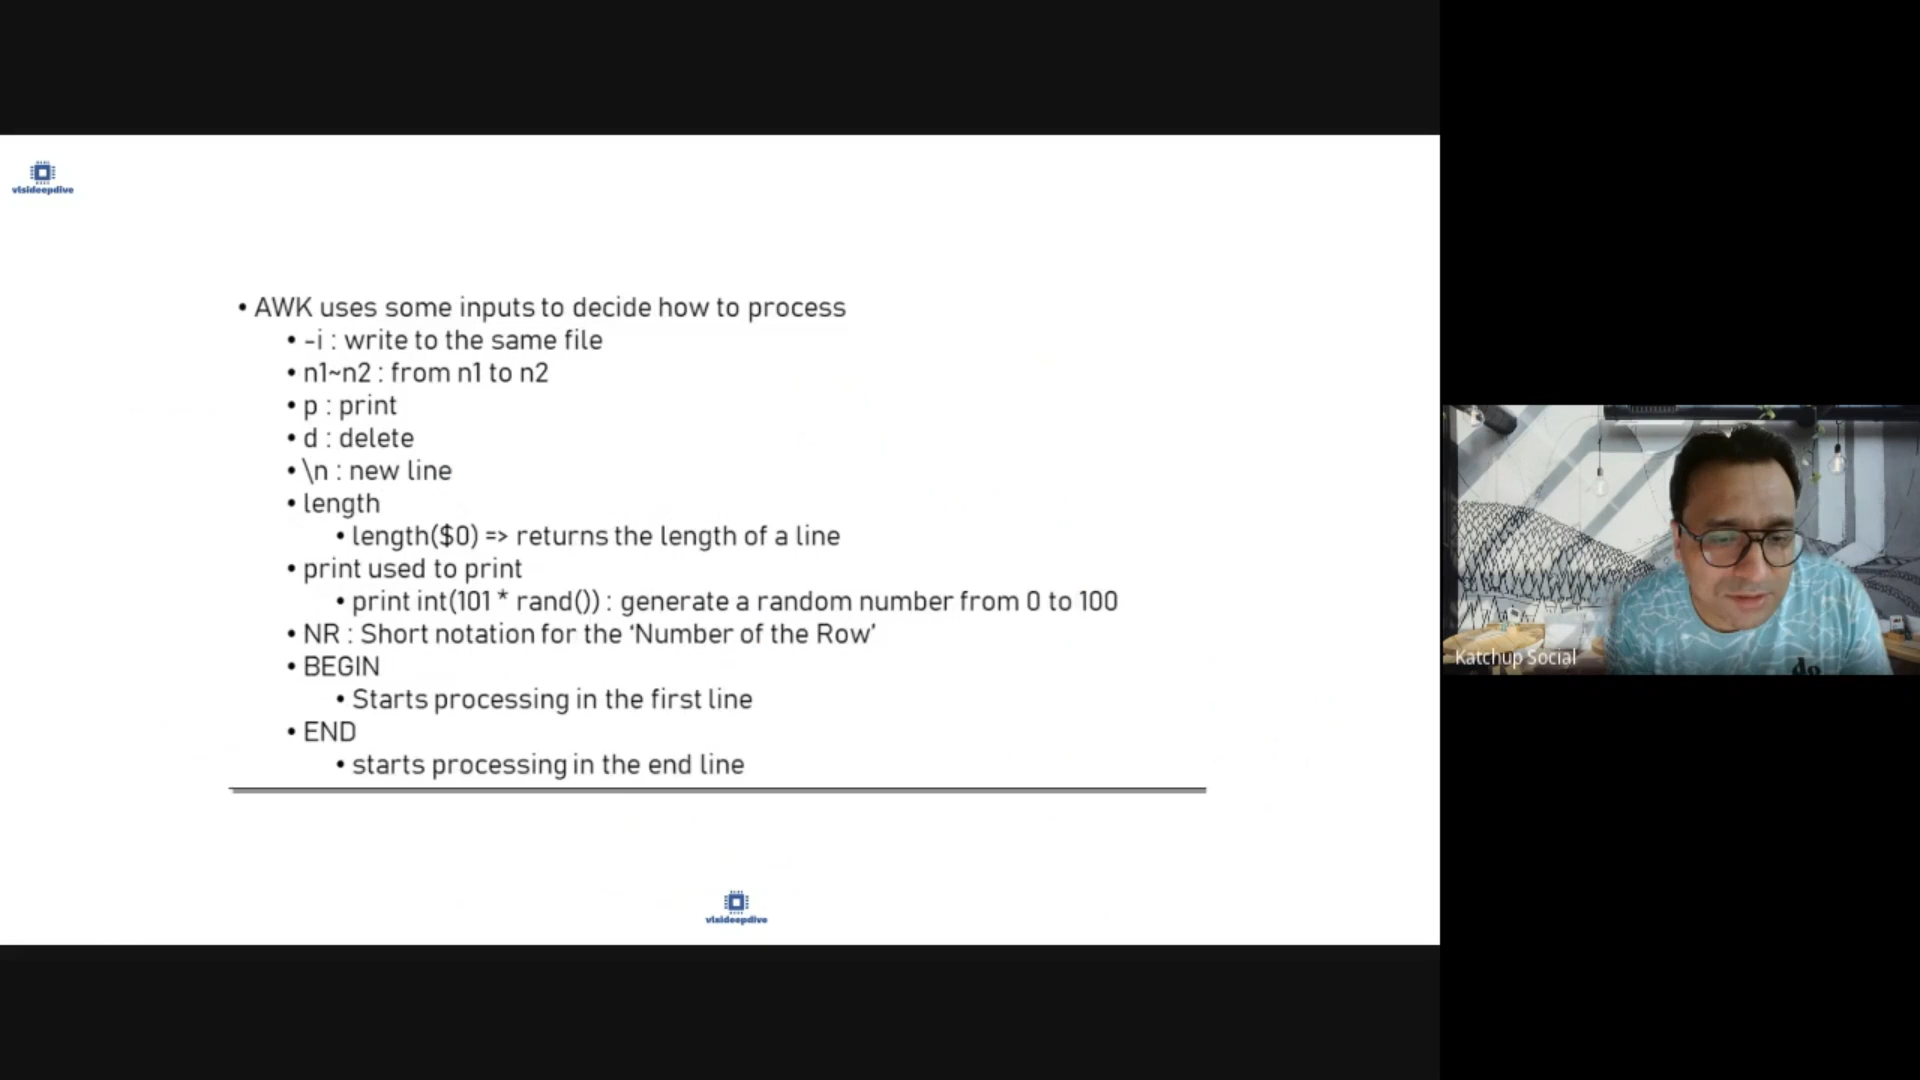 vlsideepdive
• AWK uses some inputs to decide how to process
• -i : write to the same file
• n1~n2 : from n1 to n2
• p : print
• d : delete
• \n : new line
• length
• length($0) => returns the length of a line
• print used to print
• print int(101 * rand()) : generate a random number from 0 to 100
• NR : Short notation for the ‘Number of the Row’
• BEGIN
• Starts processing in the first line
• END
• starts processing in the end line
vlsideepdive
Katchup Social
do